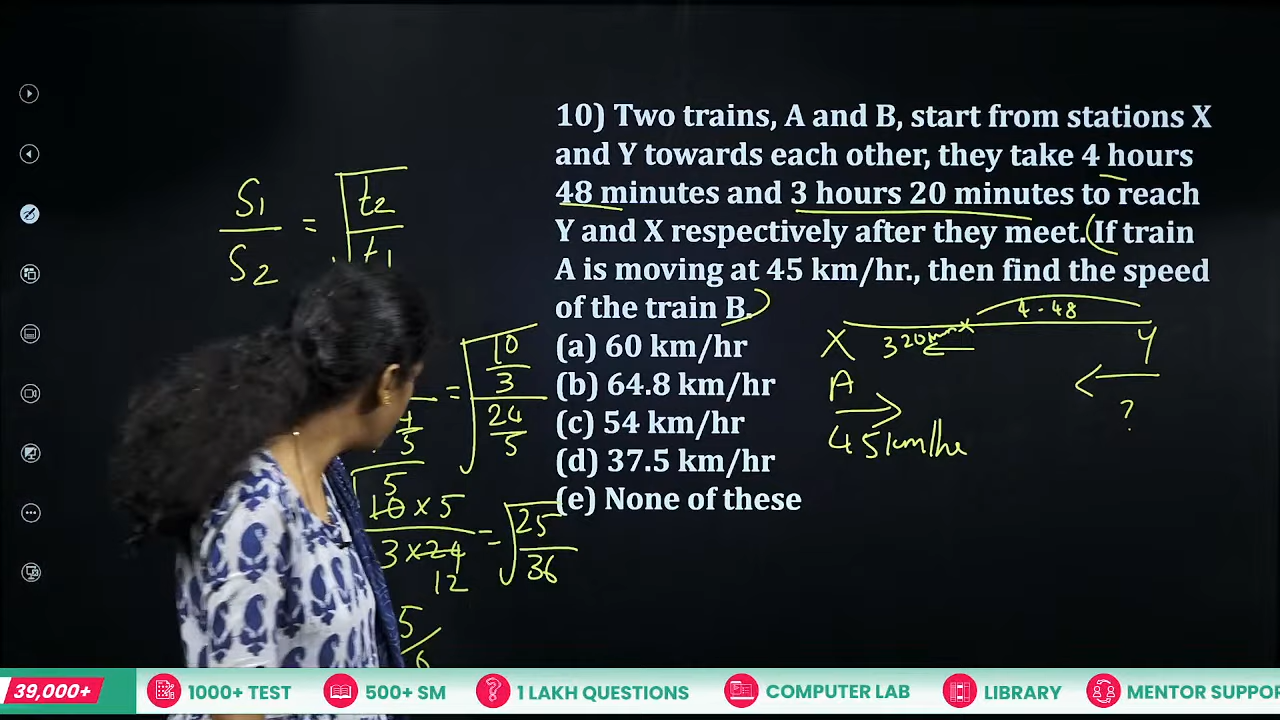 10) Two trains, A and B, start from stations X
and Y towards each other, they take 4 hours
48 minutes and 3 hours 20 minutes to reach
Y and X respectively after they meet. If train
A is moving at 45 km/hr., then find the speed
of the train B.
(a) 60 km/hr
(b) 64.8 km/hr
(c) 54 km/hr
(d) 37.5 km/hr
(e) None of these
S1
S2
=
t2
t1
=
10
3
24
5
5
5
10 × 5
3 × 24
12
=
25
36
5
6
4.48
X
3 20min
Y
A
?
45km/hr
39,000+
1000+ TEST
500+ SM
1 LAKH QUESTIONS
COMPUTER LAB
LIBRARY
MENTOR SUPPOR